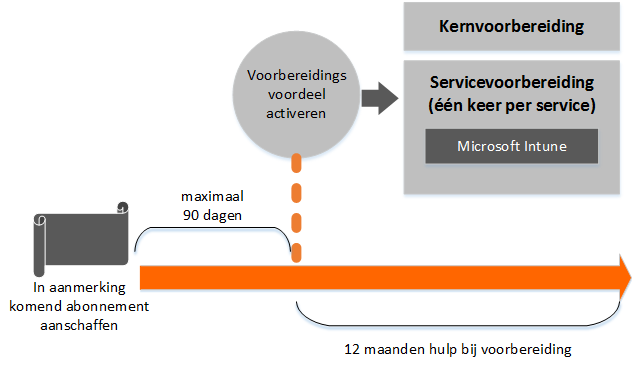 Kernvoorbereiding
Voorbereidings
voordeel
activeren
Servicevoorbereiding
(één keer per service)
Microsoft Intune
maximaal
90 dagen
In aanmerking
komend abonnement
aanschaffen
12 maanden hulp bij voorbereiding